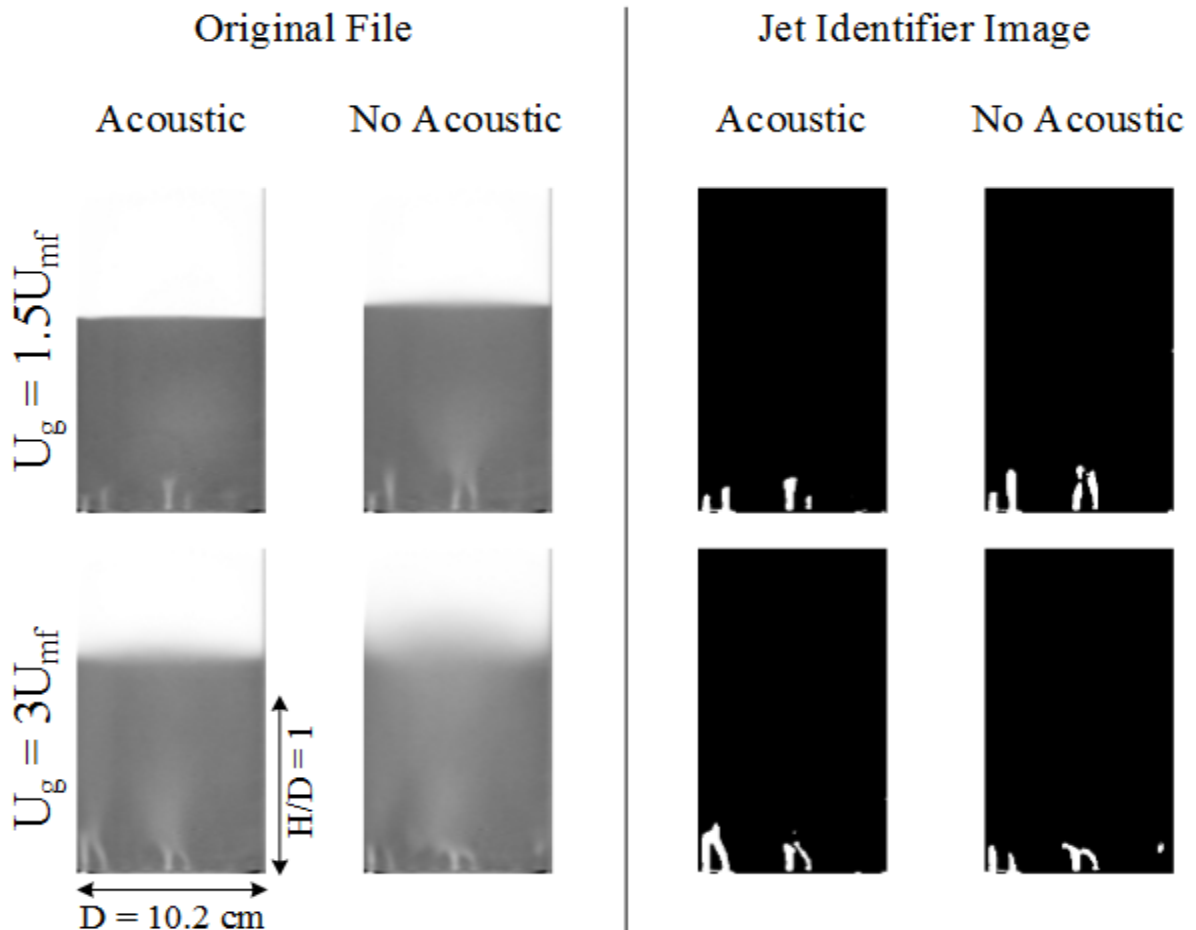 Original File
Jet Identifier Image
Acoustic
No Acoustic
Acoustic
No Acoustic
Ug = 1.5Umf
Ug = 3Umf
H/D = 1
D = 10.2 cm